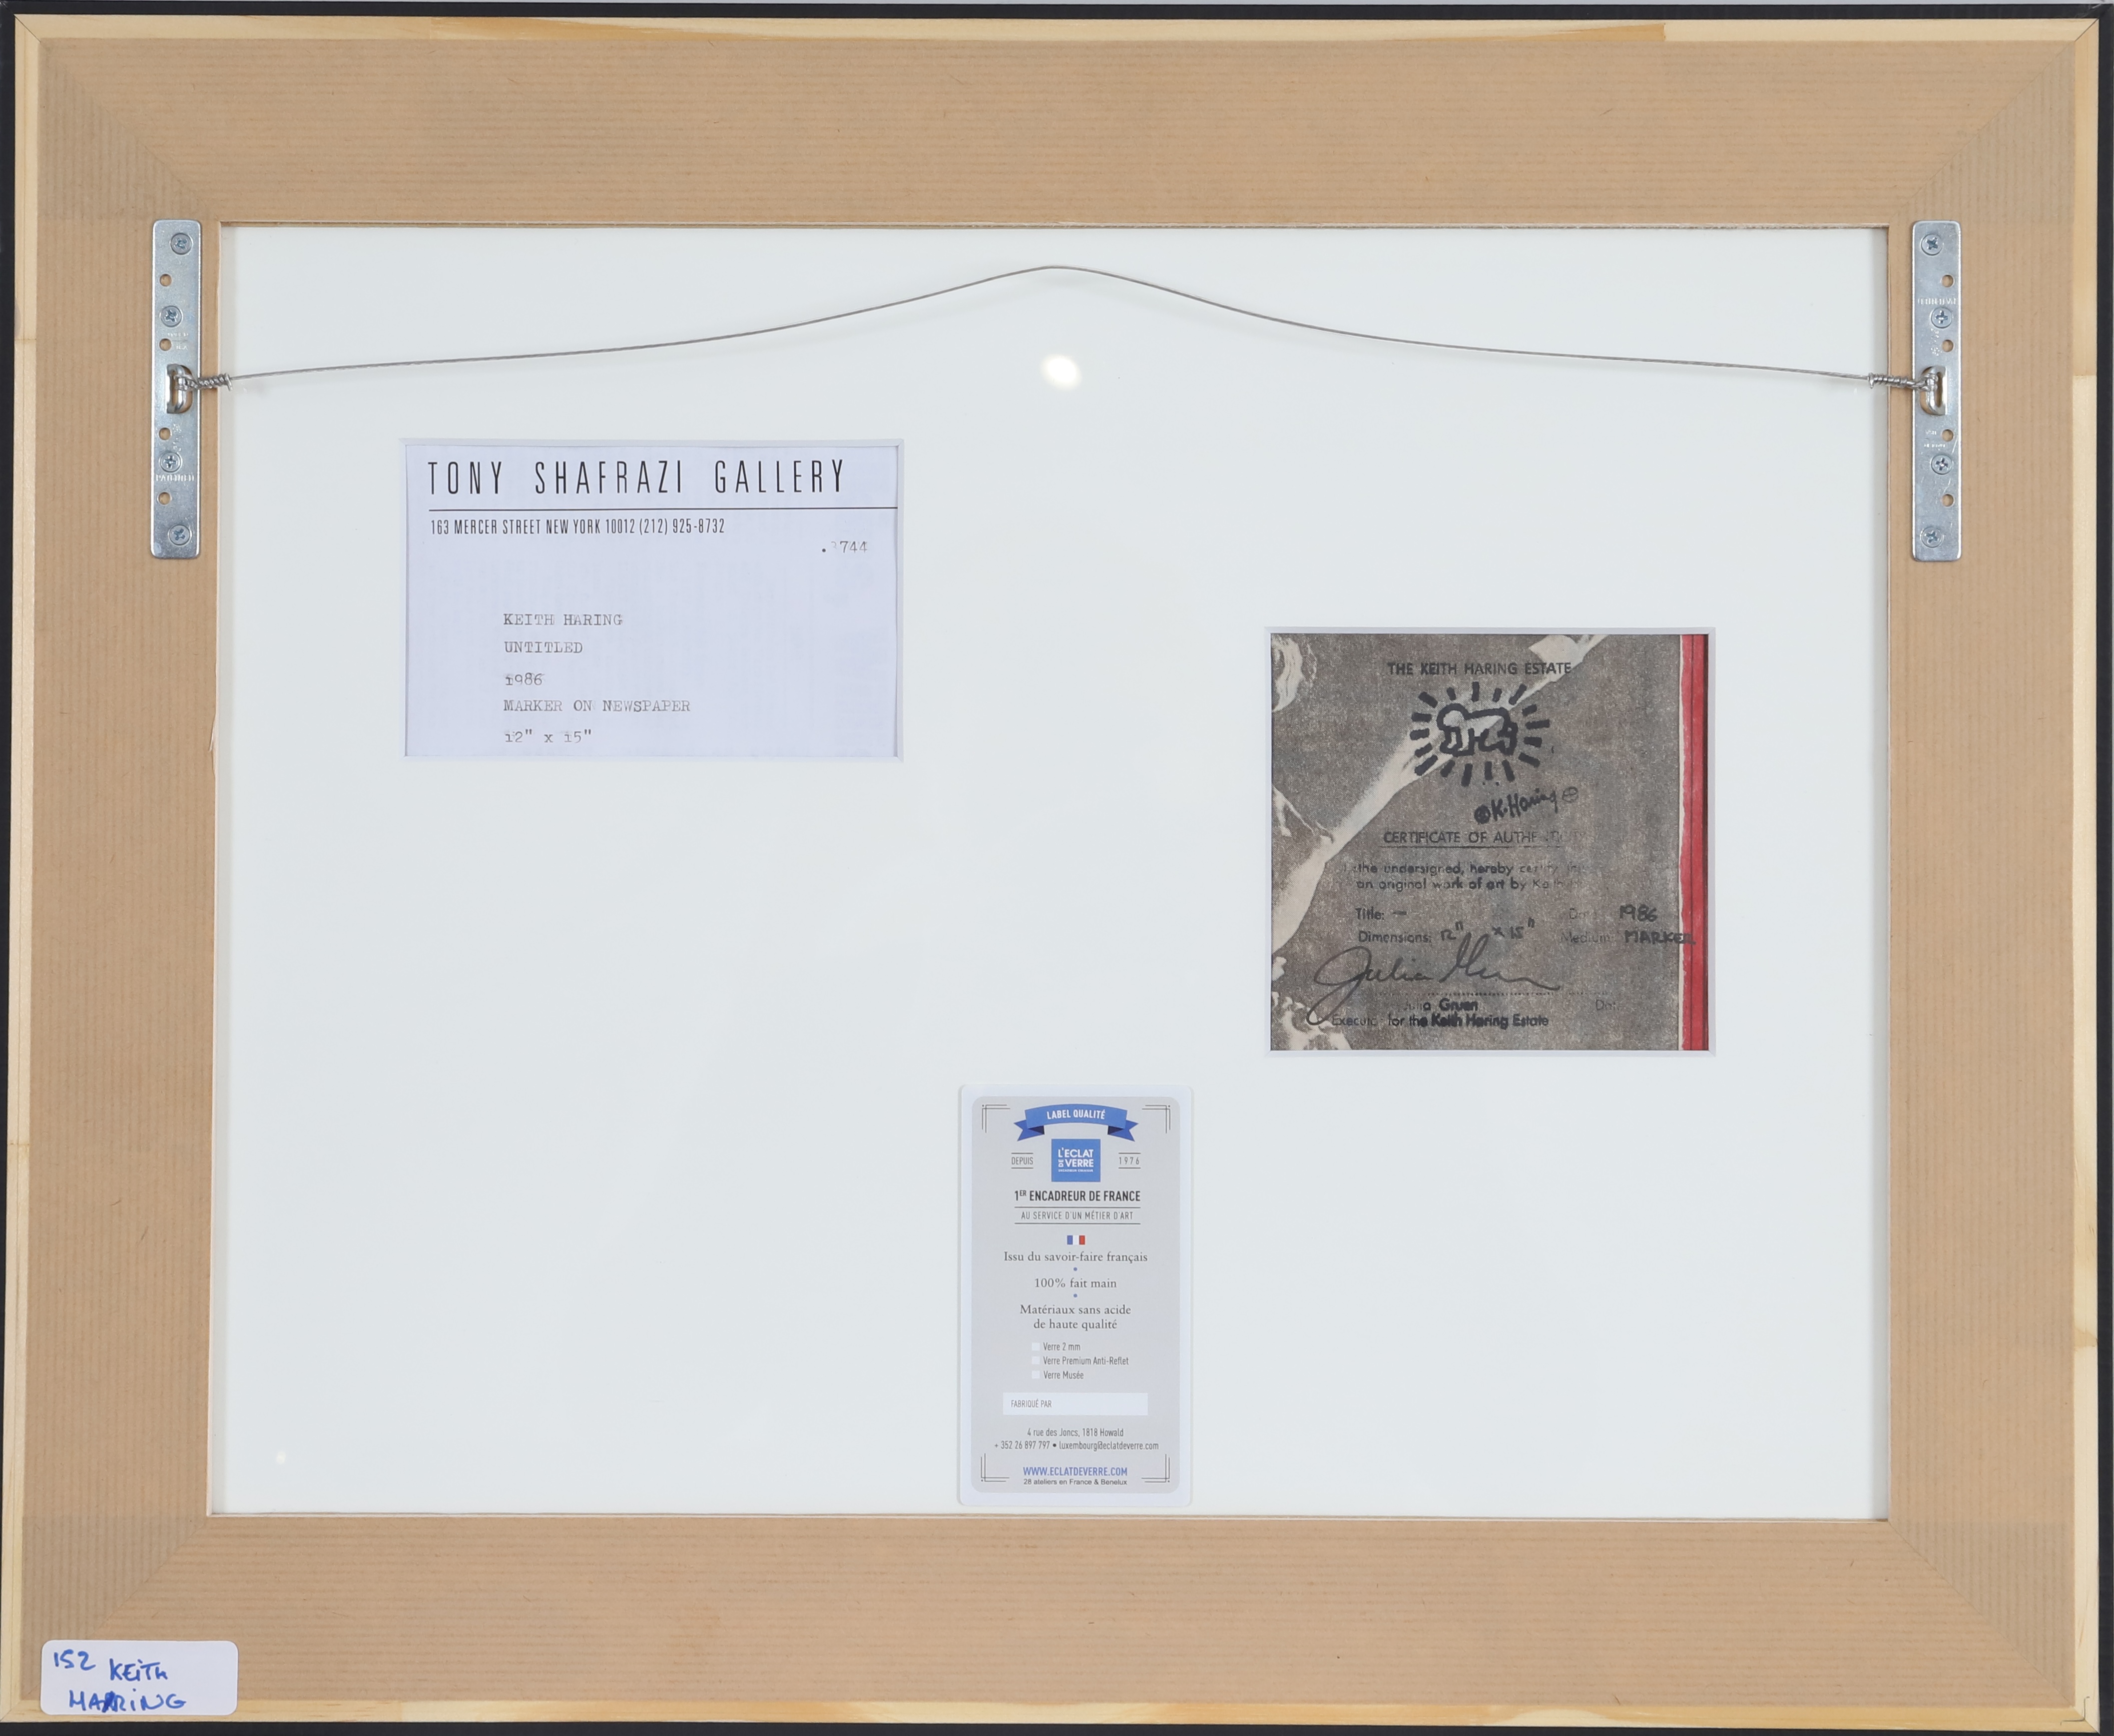 TONY SHAFRAZI GALLERY
163 MERCER STREET NEW YORK 10012 (212) 925-8732
744
KEITH HARING
UNTITLED
1986
MARKER ON NEWSPAPER
12" x 15"
THE KEITH HARING ESTATE
K. Haring
CERTIFICATE OF
the undersigned, hereby
an original work of art by
Title: — 1986
Dimensions: 12" x 15" Medium: MARKER
Julia Gruen
Gruen
for the Keith Haring Estate
LABEL QUALITÉ
DEPUIS L'ECLAT DE VERRE 1976
1ER ENCADREUR DE FRANCE
AU SERVICE D'UN MÉTIER D'ART
Issu du savoir-faire français
100% fait main
Matériaux sans acide
de haute qualité
Verre 2 mm
Verre Premium Anti-Reflet
Verre Musée
FABRIQUÉ PAR
4 rue des Joncs, 1818 Howald
+ 352 26 897 797 • luxembourg@eclatdeverre.com
WWW.ECLATDEVERRE.COM
28 ateliers en France & Benelux
152 KEITH
HARING